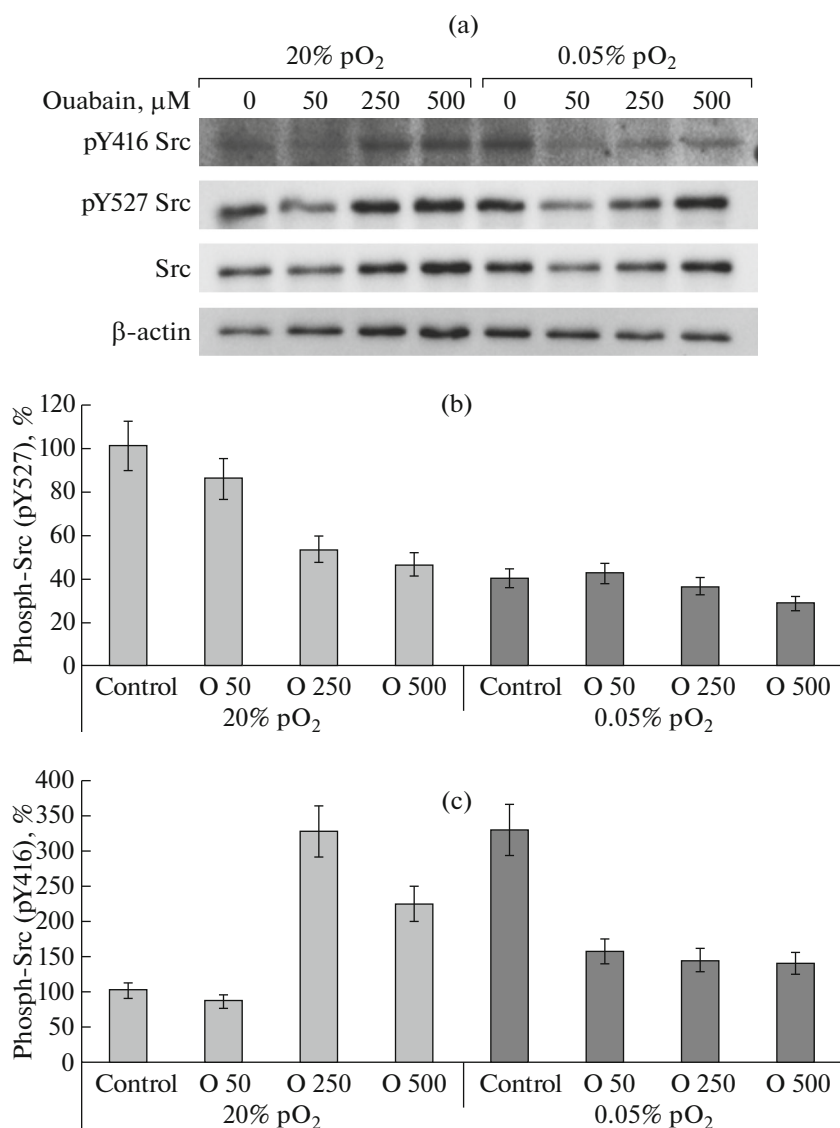 (a)
20% pO₂ 0.05% pO₂
Ouabain, μM 0 50 250 500 0 50 250 500
pY416 Src
pY527 Src
Src
β-actin
(b)
Phosph-Src (pY527), %
120
100
80
60
40
20
0
Control O 50 O 250 O 500 Control O 50 O 250 O 500
20% pO₂ 0.05% pO₂
(c)
Phosph-Src (pY416), %
400
350
300
250
200
150
100
50
0
Control O 50 O 250 O 500 Control O 50 O 250 O 500
20% pO₂ 0.05% pO₂